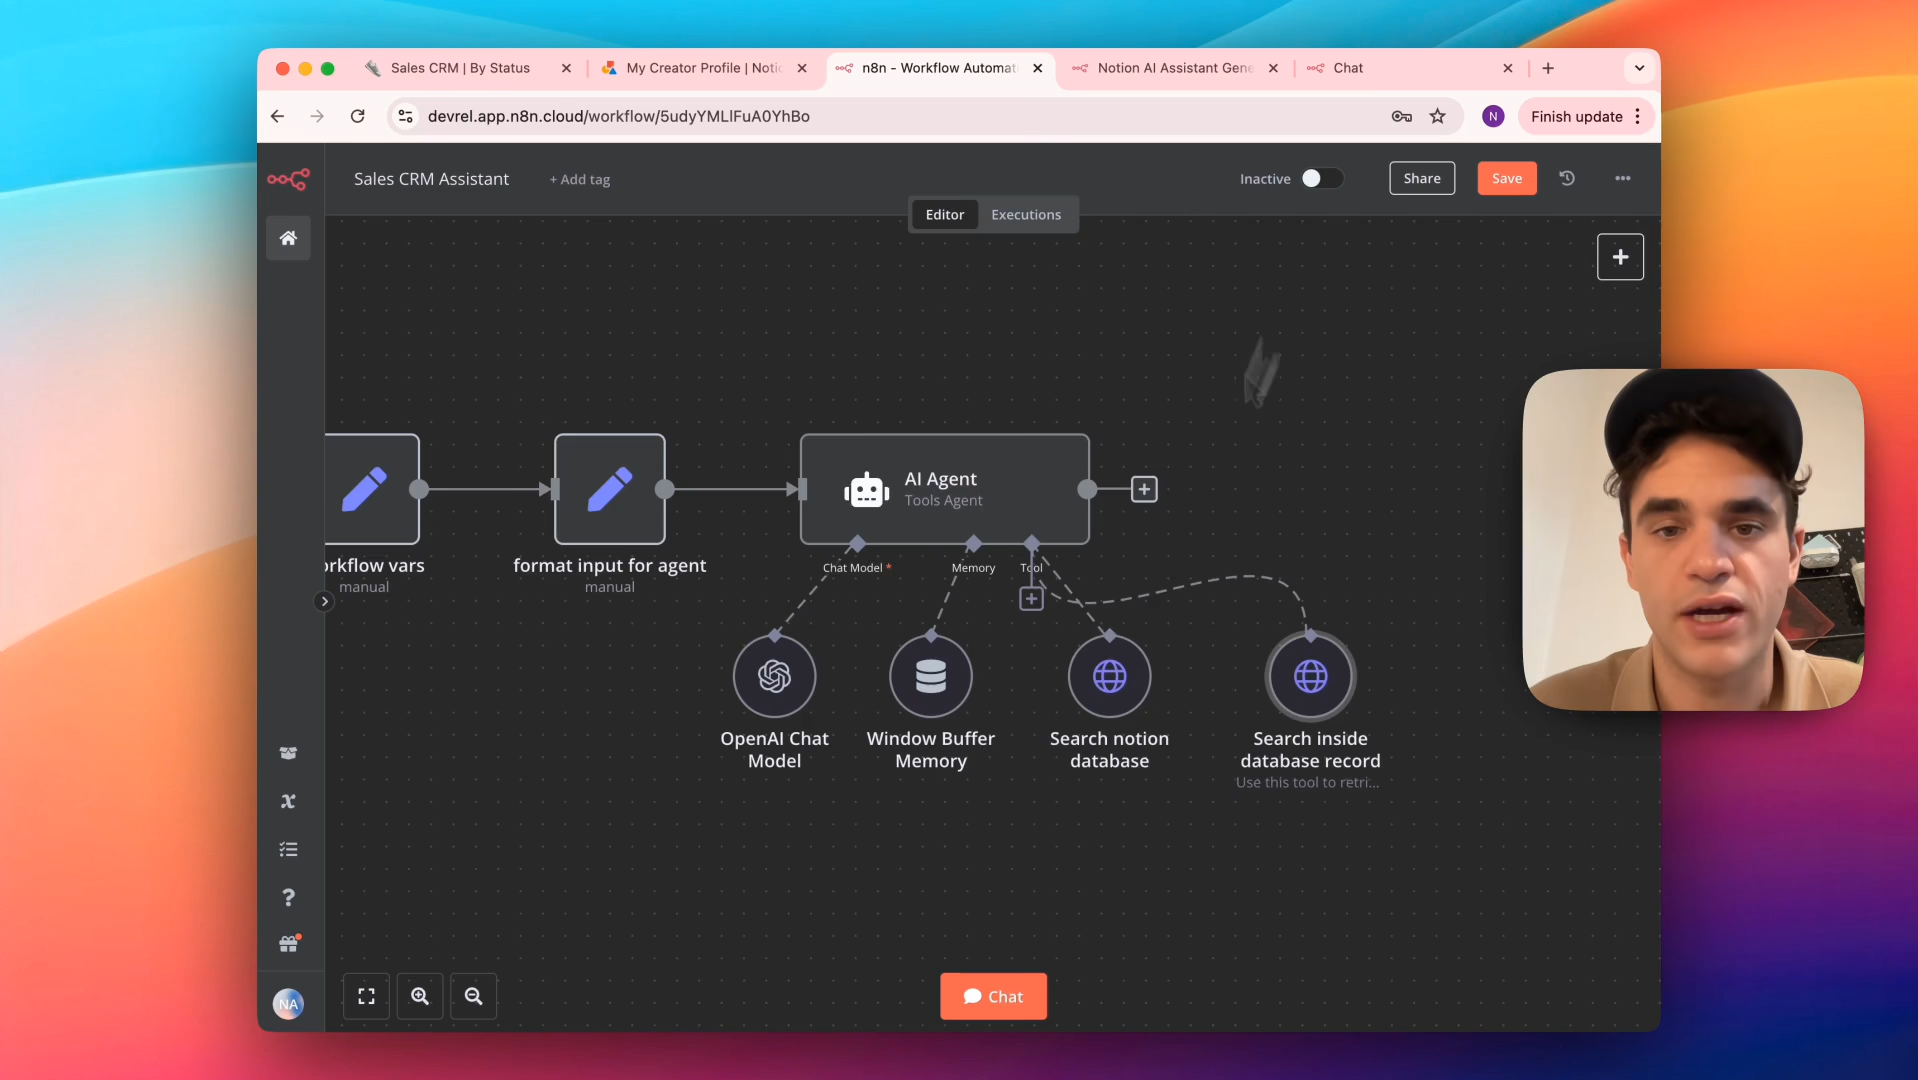 Sales CRM | By Status
My Creator Profile | Notio
n8n - Workflow Automat
Notion AI Assistant Gene
Chat
devrel.app.n8n.cloud/workflow/5udyYMLlFuA0YhBo
N
Finish update
Sales CRM Assistant
+ Add tag
Inactive
Share
Save
Editor
Executions
AI Agent
Tools Agent
orkflow vars
manual
format input for agent
manual
Chat Model *
Memory
Tool
OpenAI Chat
Model
Window Buffer
Memory
Search notion
database
Search inside
database record
Use this tool to retri...
NA
Chat